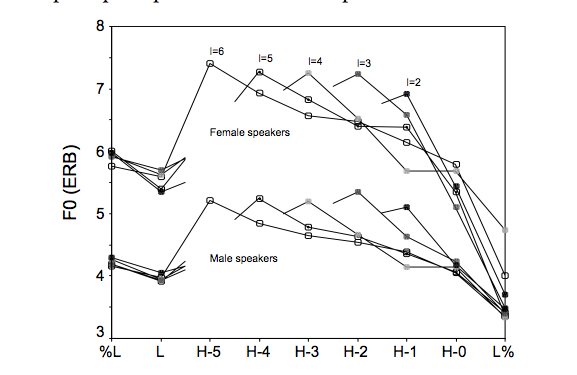 8
l=6
l=5
l=4
l=3
l=2
7
Female speakers
6
F0 (ERB)
5
Male speakers
4
3
%L L H-5 H-4 H-3 H-2 H-1 H-0 L%